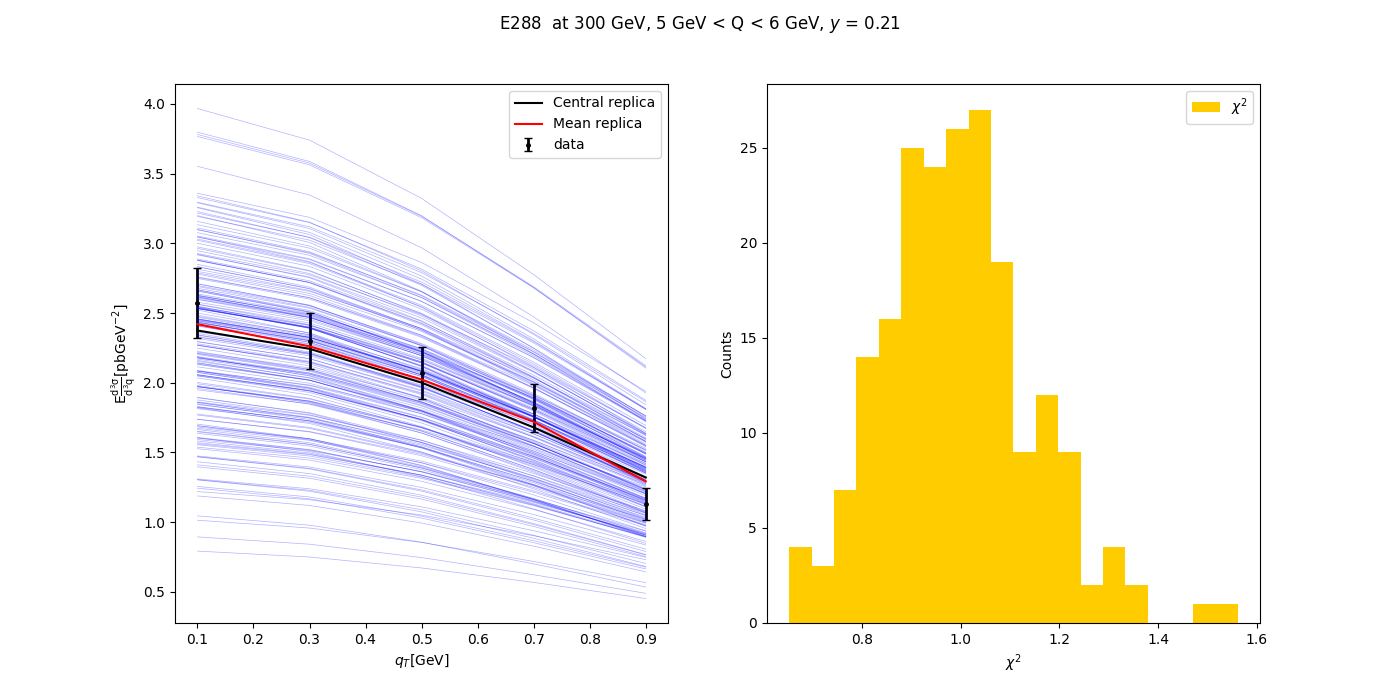 E288 at 300 GeV, 5 GeV < Q < 6 GeV, y = 0.21
4.0
3.5
3.0
2.5
2.0
1.5
1.0
0.5
E d³σ/d³q [pbGeV⁻²]
0.1 0.2 0.3 0.4 0.5 0.6 0.7 0.8 0.9
q_T[GeV]
Central replica
Mean replica
data
25
20
15
10
5
0
Counts
0.8 1.0 1.2 1.4 1.6
χ²
χ²